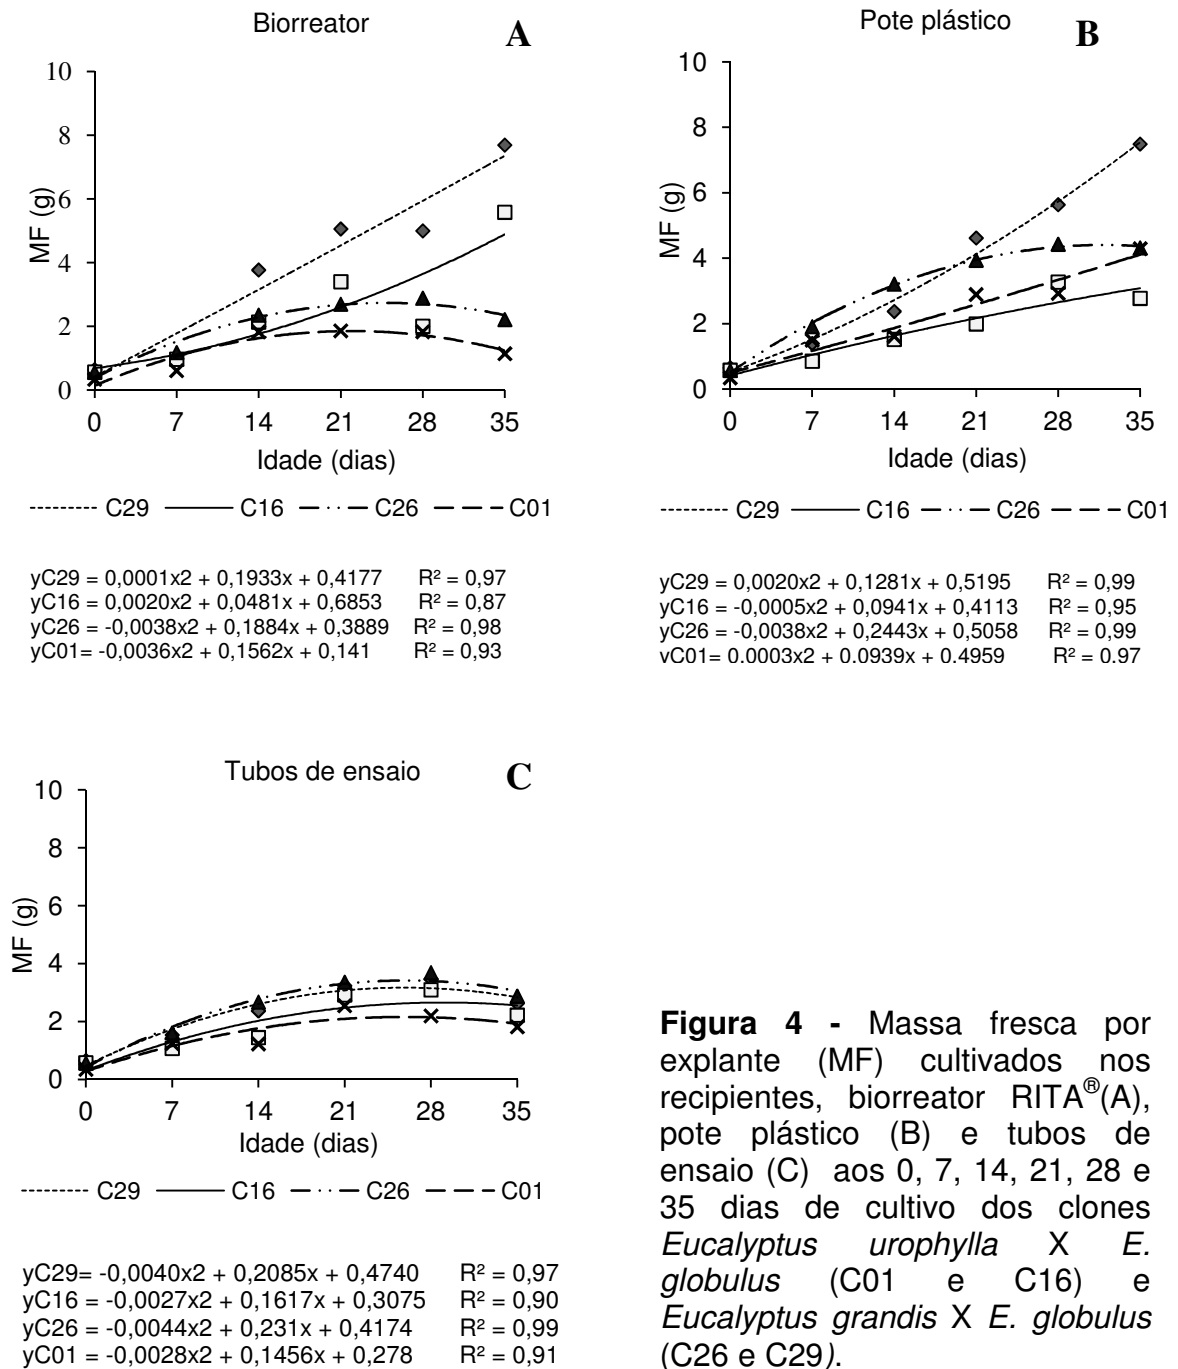 Biorreator A
10
8
6
4
2
0
MF (g)
0 7 14 21 28 35
Idade (dias)
C29 C16 C26 C01
yC29 = 0,0001x2 + 0,1933x + 0,4177 R² = 0,97
yC16 = 0,0020x2 + 0,0481x + 0,6853 R² = 0,87
yC26 = -0,0038x2 + 0,1884x + 0,3889 R² = 0,98
yC01= -0,0036x2 + 0,1562x + 0,141 R² = 0,93
Pote plástico B
10
8
6
4
2
0
MF (g)
0 7 14 21 28 35
Idade (dias)
C29 C16 C26 C01
yC29 = 0,0020x2 + 0,1281x + 0,5195 R² = 0,99
yC16 = -0,0005x2 + 0,0941x + 0,4113 R² = 0,95
yC26 = -0,0038x2 + 0,2443x + 0,5058 R² = 0,99
yC01= 0,0003x2 + 0,0939x + 0,4959 R² = 0,97
Tubos de ensaio C
10
8
6
4
2
0
MF (g)
0 7 14 21 28 35
Idade (dias)
C29 C16 C26 C01
yC29= -0,0040x2 + 0,2085x + 0,4740 R² = 0,97
yC16 = -0,0027x2 + 0,1617x + 0,3075 R² = 0,90
yC26 = -0,0044x2 + 0,231x + 0,4174 R² = 0,99
yC01 = -0,0028x2 + 0,1456x + 0,278 R² = 0,91
Figura 4 - Massa fresca por
explante (MF) cultivados nos
recipientes, biorreator RITA®(A),
pote plástico (B) e tubos de
ensaio (C) aos 0, 7, 14, 21, 28 e
35 dias de cultivo dos clones
Eucalyptus urophylla X E.
globulus (C01 e C16) e
Eucalyptus grandis X E. globulus
(C26 e C29).